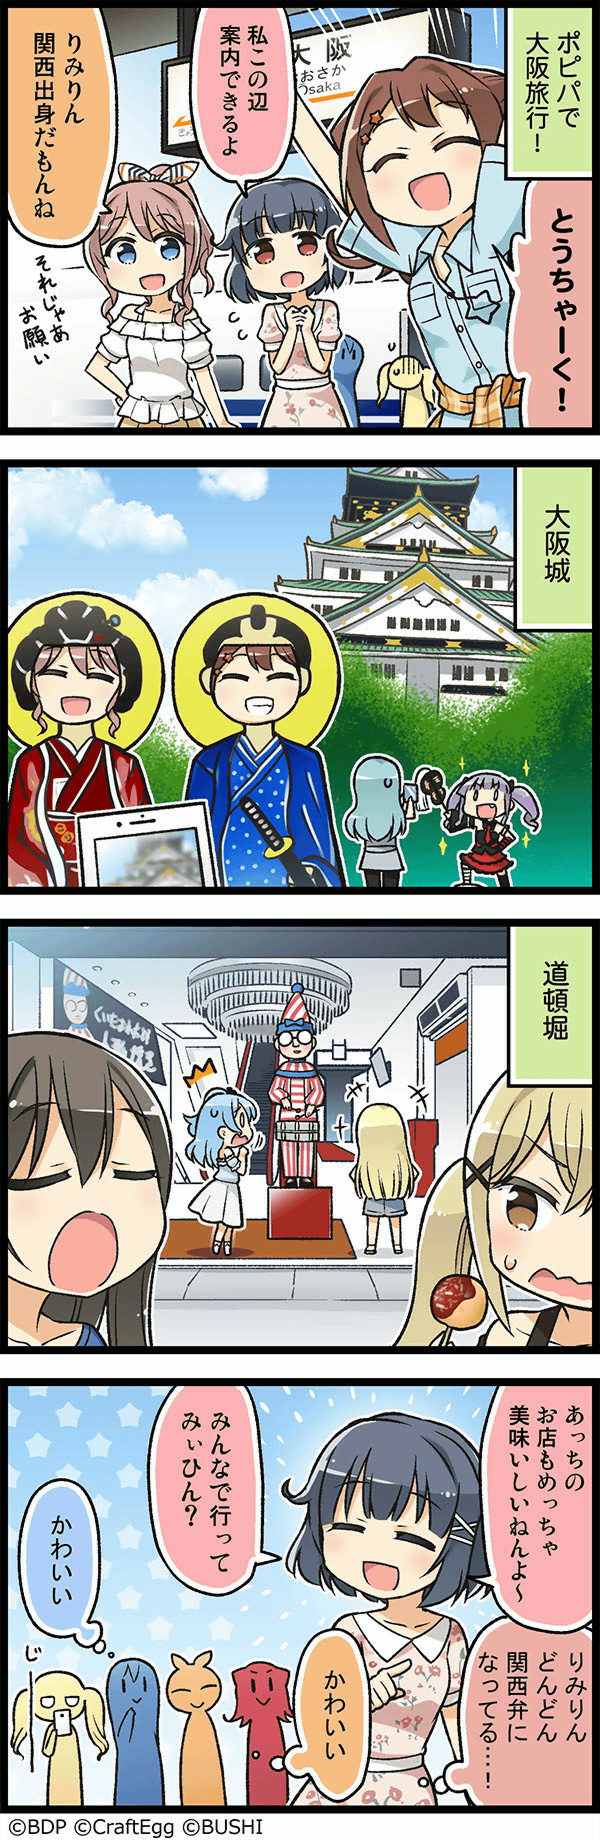 ポピパで
大阪旅行！
とうちゃーく！
大阪
おおさか
Osaka
私この辺
案内できるよ
りみりん
関西出身だもんね
それじゃあ
お願い
大阪城
道頓堀
あっちの
お店もめっちゃ
美味いしいねんよ～
みんなで行って
みぃひん？
りみりん
どんどん
関西弁に
なってる…！
かわいい
かわいい
じー
©BDP ©CraftEgg ©BUSHI